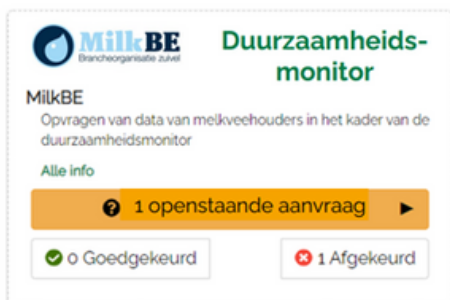 MilkBE
Brancheorganisatie zuivel
Duurzaamheids-
monitor
MilkBE
Opvragen van data van melkveehouders in het kader van de
duurzaamheidsmonitor
Alle info
1 openstaande aanvraag
0 Goedgekeurd
1 Afgekeurd